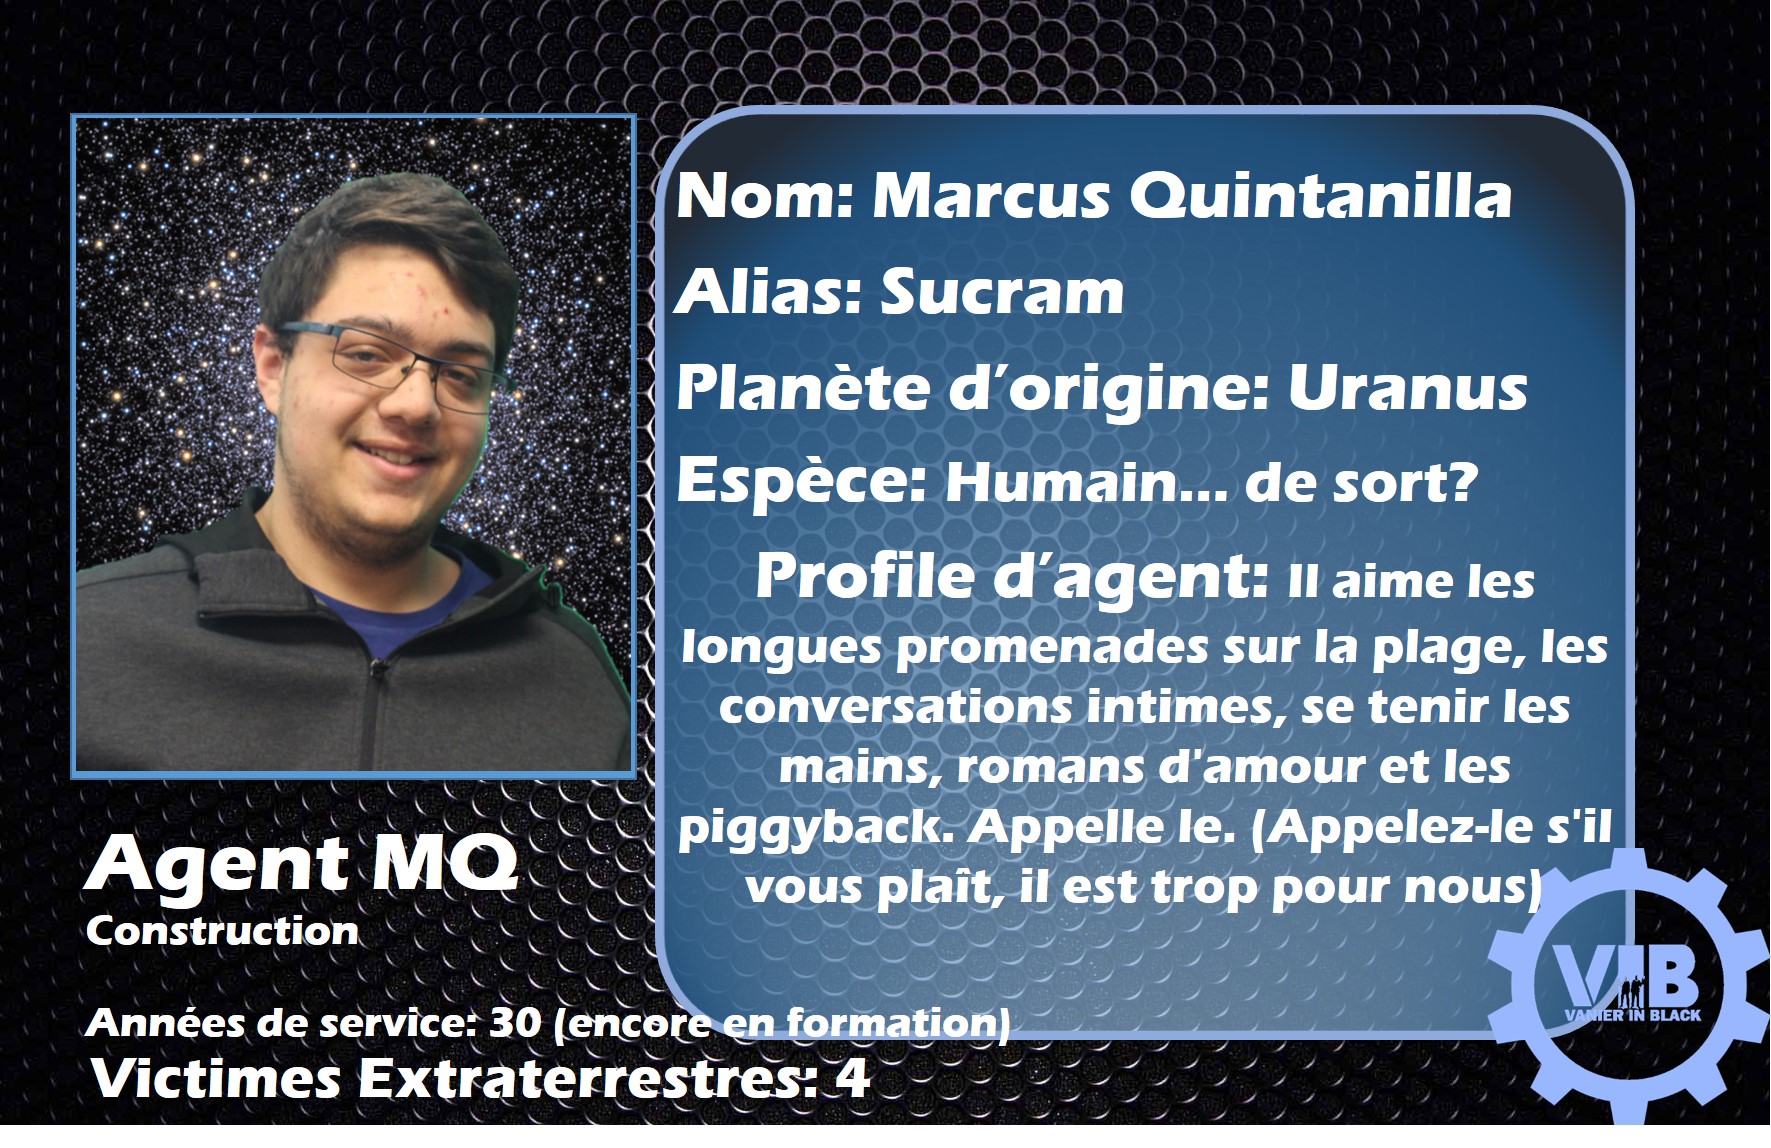 Nom: Marcus Quintanilla
Alias: Sucram
Planète d'origine: Uranus
Espèce: Humain... de sort?
Profile d'agent: Il aime les
longues promenades sur la plage, les
conversations intimes, se tenir les
mains, romans d'amour et les
piggyback. Appelle le. (Appelez-le s'il
vous plaît, il est trop pour nous)
Agent MQ
Construction
Années de service: 30 (encore en formation)
Victimes Extraterrestres: 4
VIB
VANIER IN BLACK